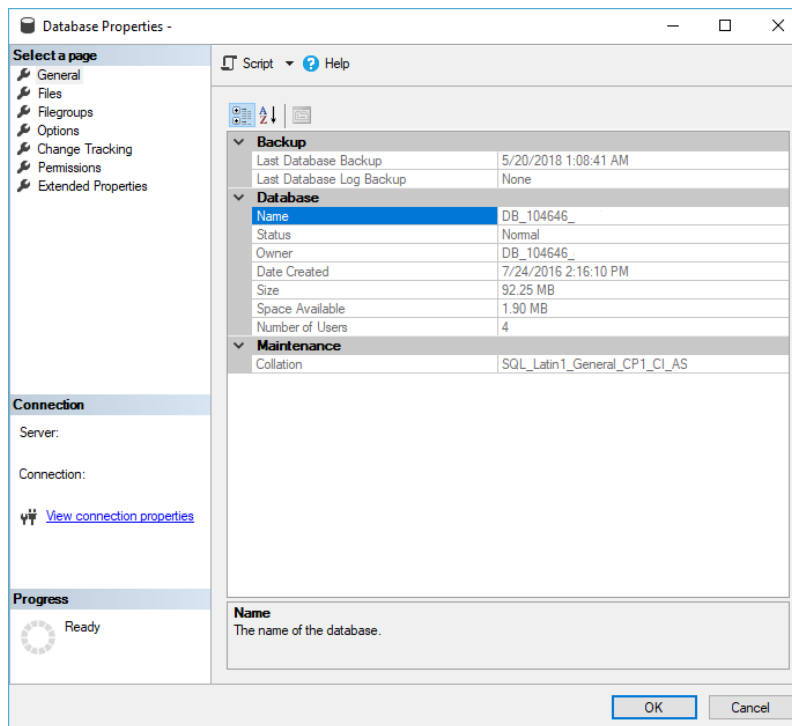 Database Properties -
Select a page
General
Files
Filegroups
Options
Change Tracking
Permissions
Extended Properties
Connection
Server:
Connection:
View connection properties
Progress
Ready
Script
Help
Backup
Last Database Backup 5/20/2018 1:08:41 AM
Last Database Log Backup None
Database
Name DB_104646_
Status Normal
Owner DB_104646_
Date Created 7/24/2016 2:16:10 PM
Size 92.25 MB
Space Available 1.90 MB
Number of Users 4
Maintenance
Collation SQL_Latin1_General_CP1_CI_AS
Name
The name of the database.
OK Cancel